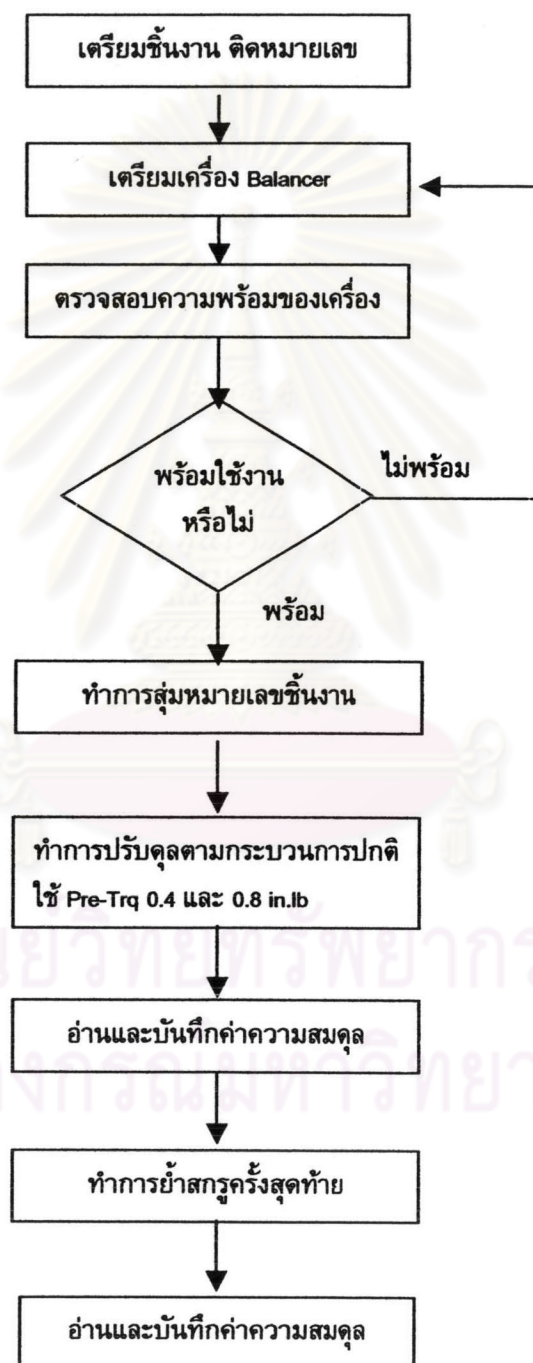 เตรียมชิ้นงาน ติดหมายเลข
เตรียมเครื่อง Balancer
ตรวจสอบความพร้อมของเครื่อง
พร้อมใช้งาน
หรือไม่
ไม่พร้อม
พร้อม
ทำการสุ่มหมายเลขชิ้นงาน
ทำการปรับดุลตามกระบวนการปกติ
ใช้ Pre-Trq 0.4 และ 0.8 in.lb
อ่านและบันทึกค่าความสมดุล
ทำการย้ำสกรูครั้งสุดท้าย
อ่านและบันทึกค่าความสมดุล